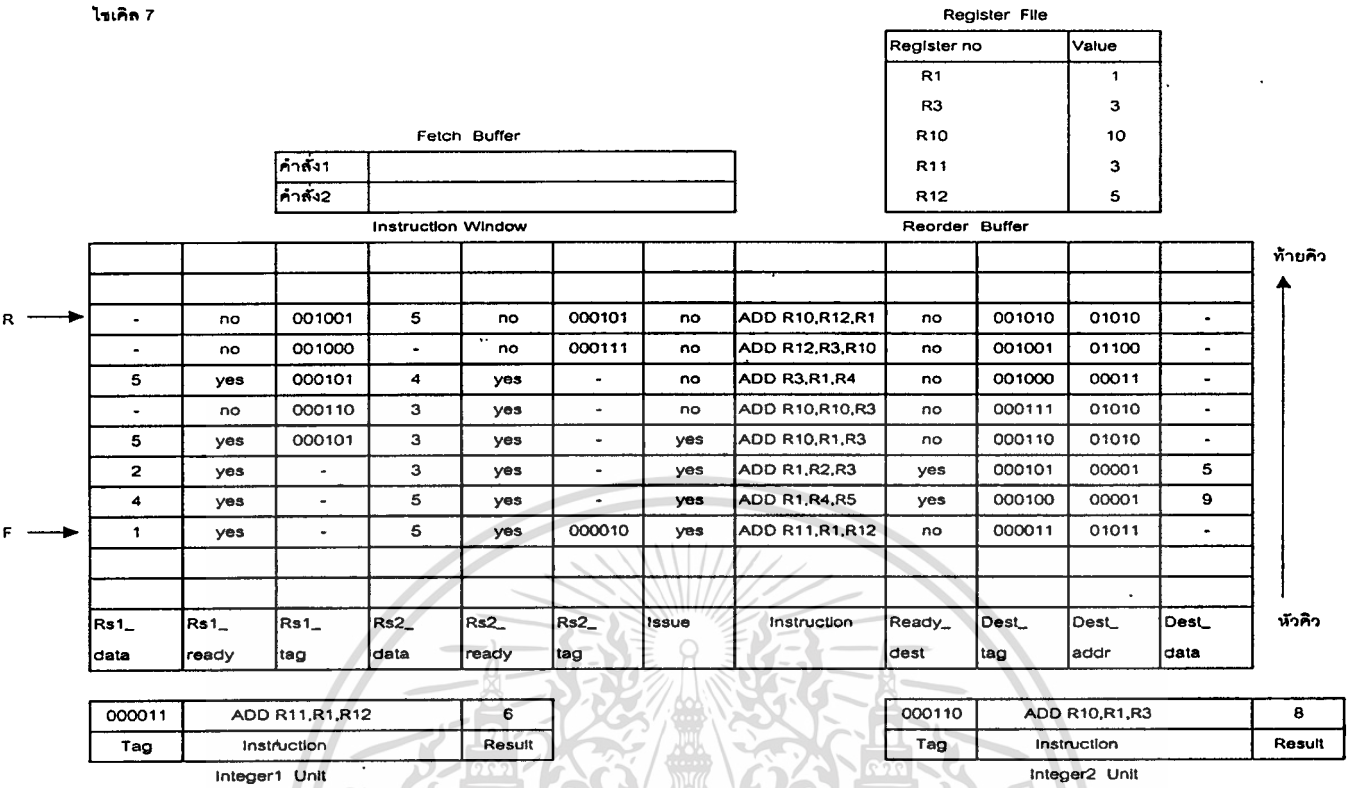 ไซเคิล 7
Register File
Register no Value
R1 1
R3 3
R10 10
R11 3
R12 5
Fetch Buffer
คำสั่ง1
คำสั่ง2
Instruction Window Reorder Buffer
ท้ายคิว
R - no 001001 5 no 000101 no ADD R10,R12,R1 no 001010 01010 -
- no 001000 - no 000111 no ADD R12,R3,R10 no 001001 01100 -
5 yes 000101 4 yes - no ADD R3,R1,R4 no 001000 00011 -
- no 000110 3 yes - no ADD R10,R10,R3 no 000111 01010 -
5 yes 000101 3 yes - yes ADD R10,R1,R3 no 000110 01010 -
2 yes - 3 yes - yes ADD R1,R2,R3 yes 000101 00001 5
4 yes - 5 yes - yes ADD R1,R4,R5 yes 000100 00001 9
F 1 yes - 5 yes 000010 yes ADD R11,R1,R12 no 000011 01011 -
Rs1_ Rs1_ Rs1_ Rs2_ Rs2_ Rs2_ Issue Instruction Ready_ Dest_ Dest_ Dest_ หัวคิว
data ready tag data ready tag dest tag addr data
000011 ADD R11,R1,R12 6 000110 ADD R10,R1,R3 8
Tag Instruction Result Tag Instruction Result
Integer1 Unit Integer2 Unit